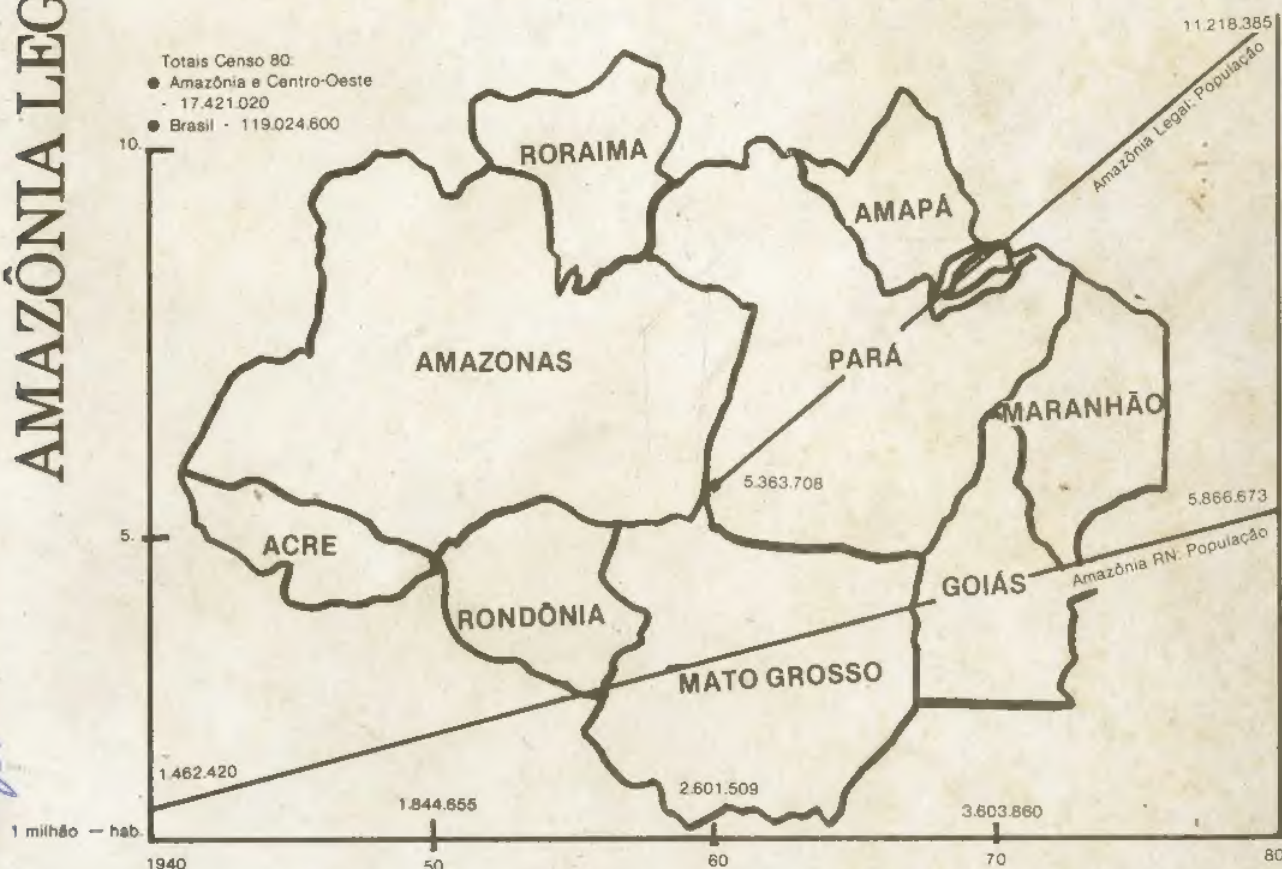 AMAZÔNIA LEG
Totais Censo 80:
● Amazônia e Centro-Oeste
- 17.421.020
● Brasil - 119.024.600
11.218.385
Amazônia Legal: População
10.
RORAIMA
AMAPÁ
AMAZONAS
PARÁ
MARANHÃO
5.363.708
5.866.673
5.
ACRE
GOIÁS
Amazônia RN: População
RONDÔNIA
MATO GROSSO
1.462.420
1.844.655
2.601.509
3.603.860
1 milhão — hab.
1940
50
60
70
80